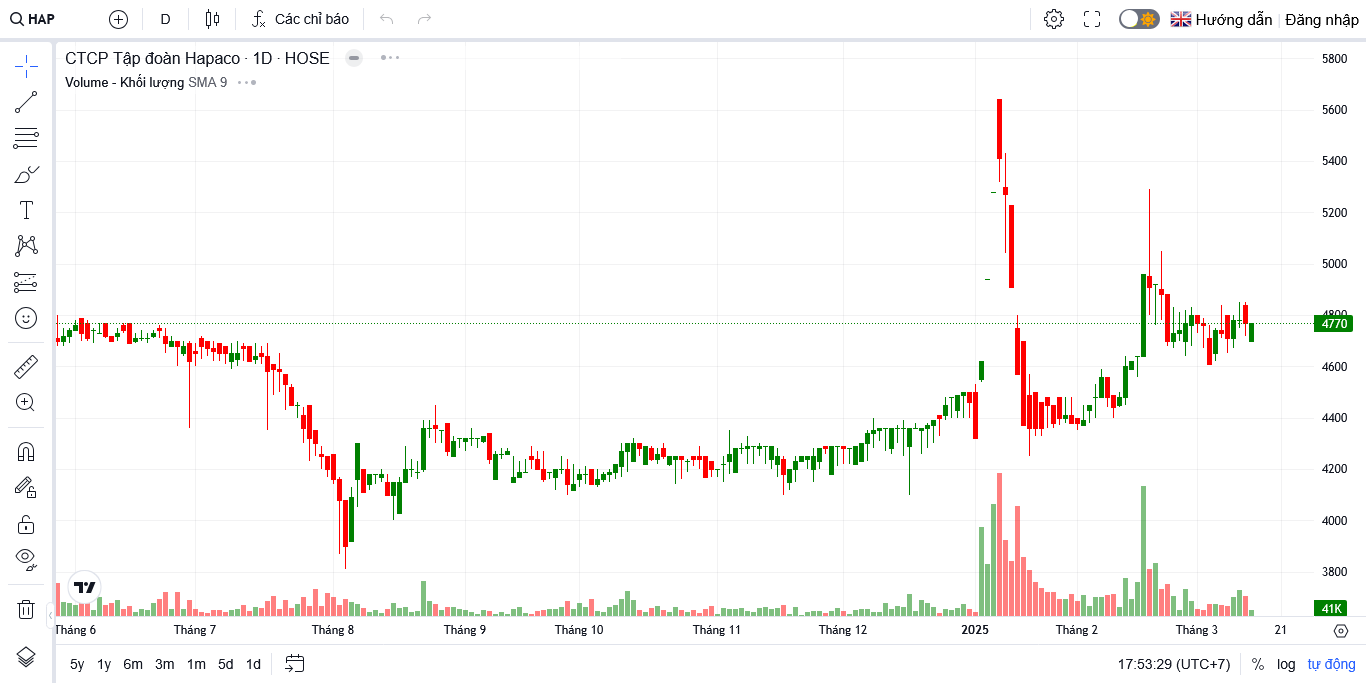 HAP D Các chỉ báo Hướng dẫn Đăng nhập
CTCP Tập đoàn Hapaco · 1D · HOSE
Volume - Khối lượng SMA 9
5800
5600
5400
5200
5000
4800
4770
4600
4400
4200
4000
3800
41K
Tháng 6 Tháng 7 Tháng 8 Tháng 9 Tháng 10 Tháng 11 Tháng 12 2025 Tháng 2 Tháng 3 21
5y 1y 6m 3m 1m 5d 1d 17:53:29 (UTC+7) % log tự động